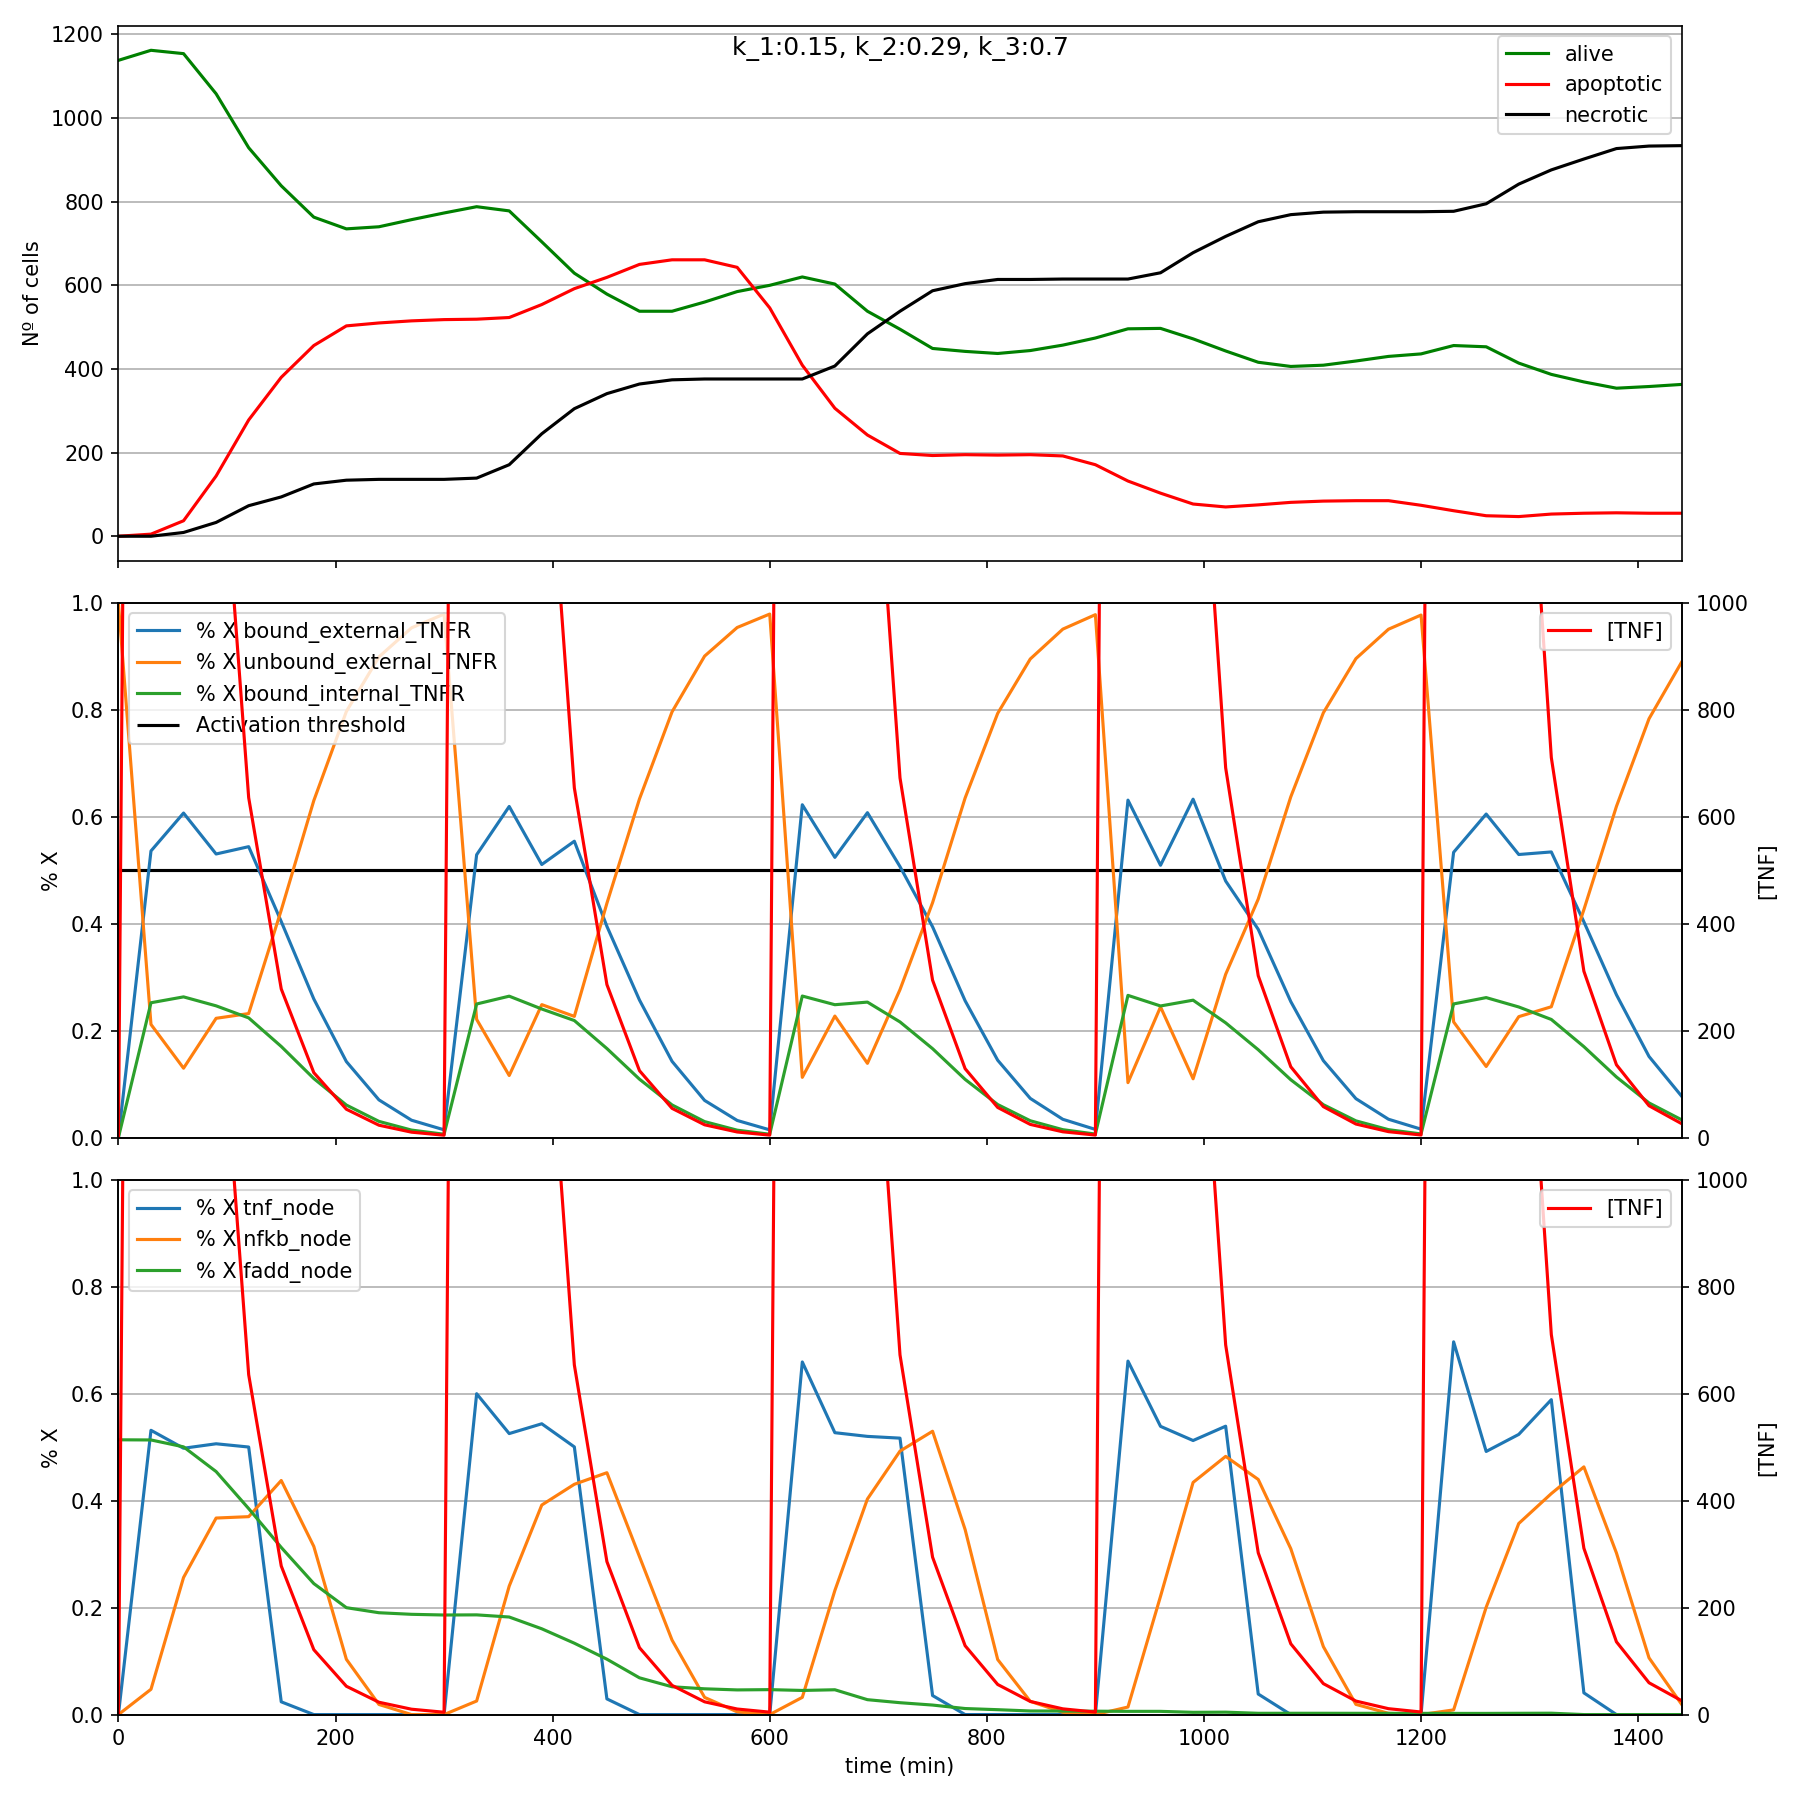 k_1:0.15, k_2:0.29, k_3:0.7
alive
apoptotic
necrotic
Nº of cells
1200
1000
800
600
400
200
0
% X bound_external_TNFR
% X unbound_external_TNFR
% X bound_internal_TNFR
Activation threshold
[TNF]
% X
1.0
0.8
0.6
0.4
0.2
0.0
1000
800
600
400
200
0
[TNF]
% X tnf_node
% X nfkb_node
% X fadd_node
[TNF]
% X
1.0
0.8
0.6
0.4
0.2
0.0
1000
800
600
400
200
0
[TNF]
0 200 400 600 800 1000 1200 1400
time (min)